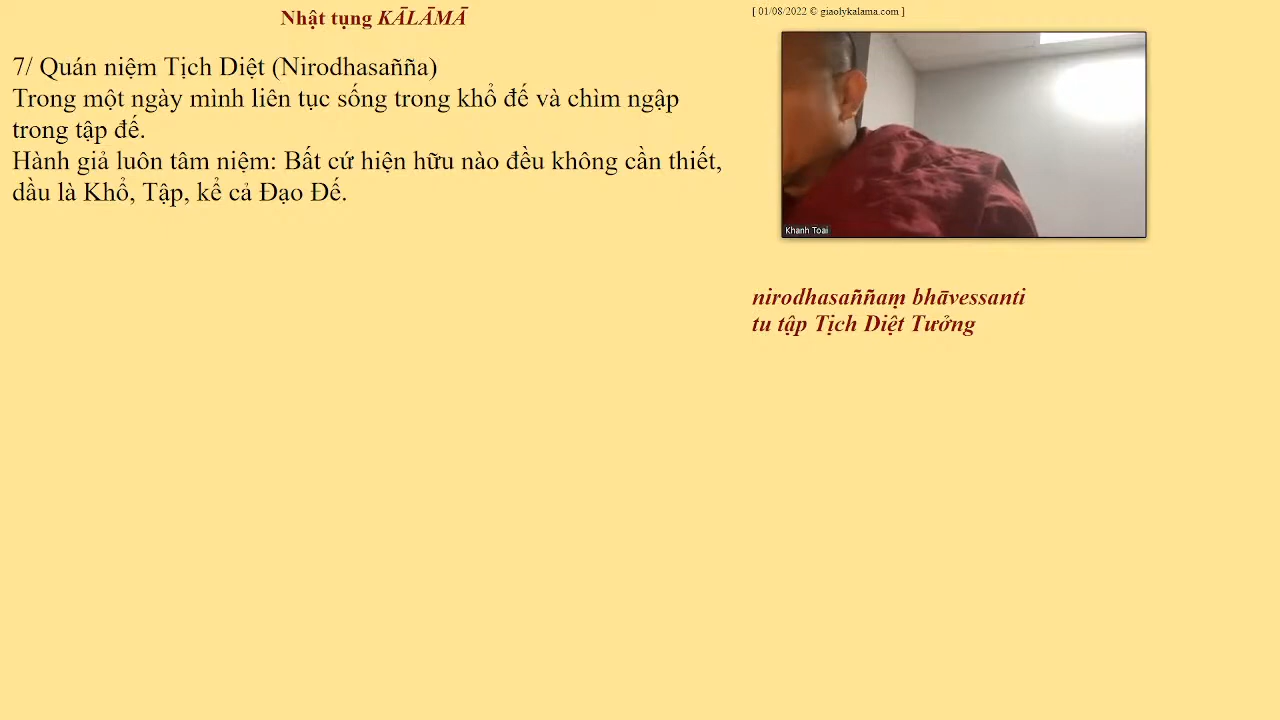 Nhật tụng KĀLĀMĀ
[ 01/08/2022 © giaolykalama.com ]
7/ Quán niệm Tịch Diệt (Nirodhasañña)
Trong một ngày mình liên tục sống trong khổ đế và chìm ngập
trong tập đế.
Hành giả luôn tâm niệm: Bất cứ hiện hữu nào đều không cần thiết,
dầu là Khổ, Tập, kể cả Đạo Đế.
Khanh Toai
nirodhasaññaṃ bhāvessanti
tu tập Tịch Diệt Tưởng